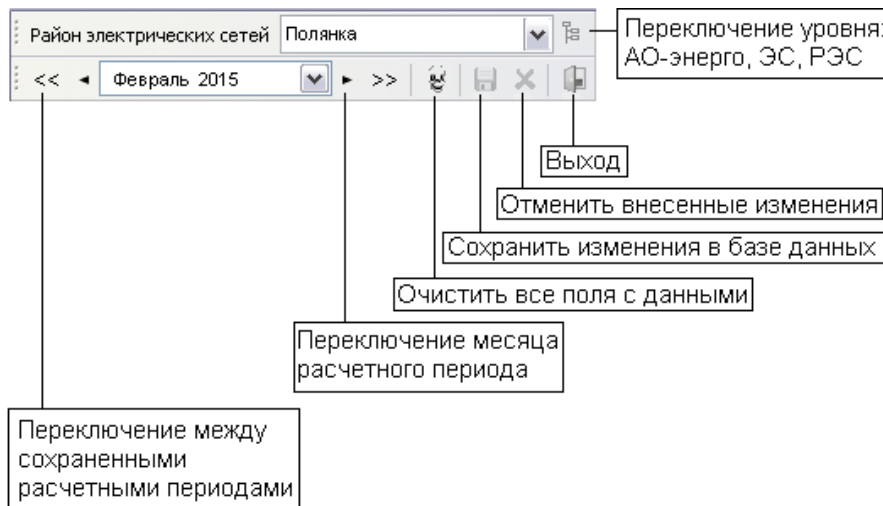 Район электрических сетей Полянка
Переключение уровня:
АО-энерго, ЭС, РЭС
<< ◄ Февраль 2015 ► >>
Выход
Отменить внесенные изменения
Сохранить изменения в базе данных
Очистить все поля с данными
Переключение месяца
расчетного периода
Переключение между
сохраненными
расчетными периодами